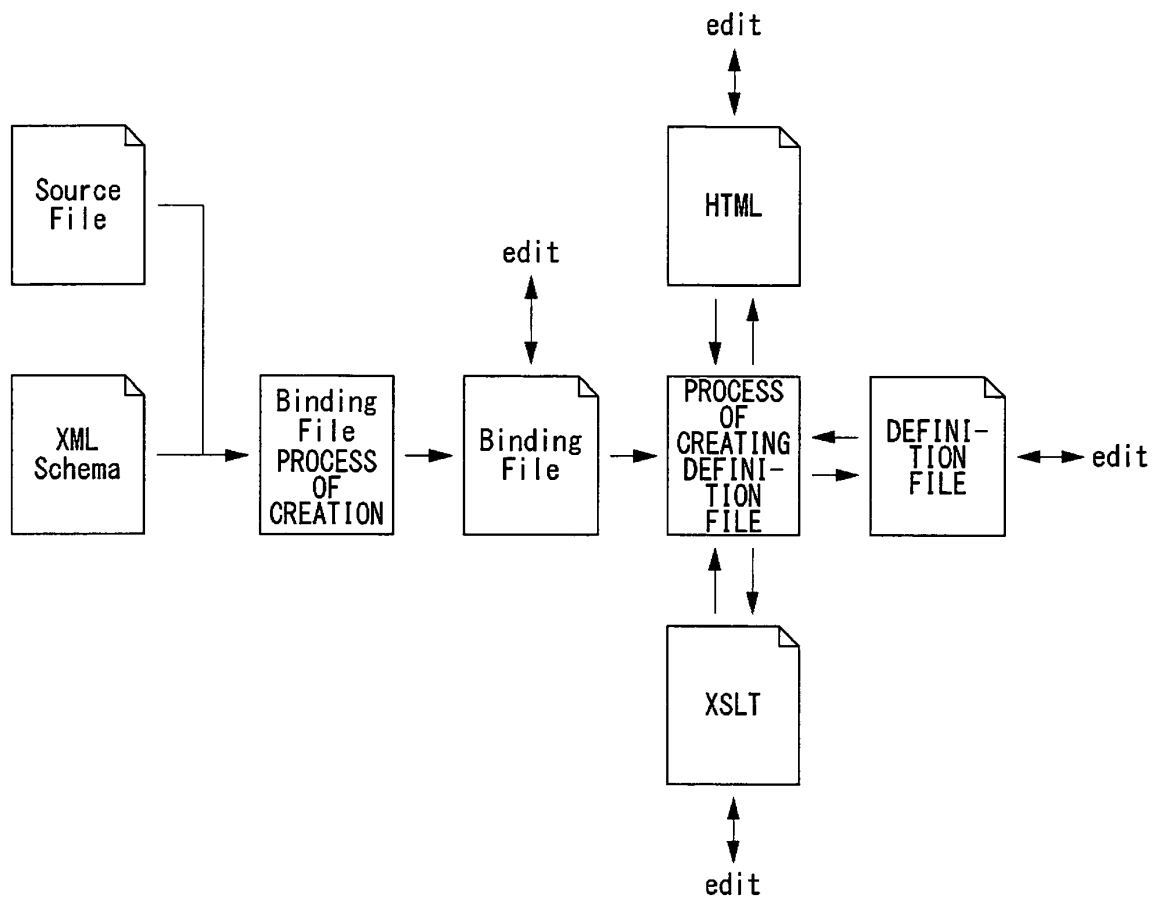 edit
Source
File
HTML
edit
XML
Schema
Binding
File
PROCESS
OF
CREATION
Binding
File
PROCESS
OF
CREATING
DEFINI-
TION
FILE
DEFINI-
TION
FILE
edit
XSLT
edit